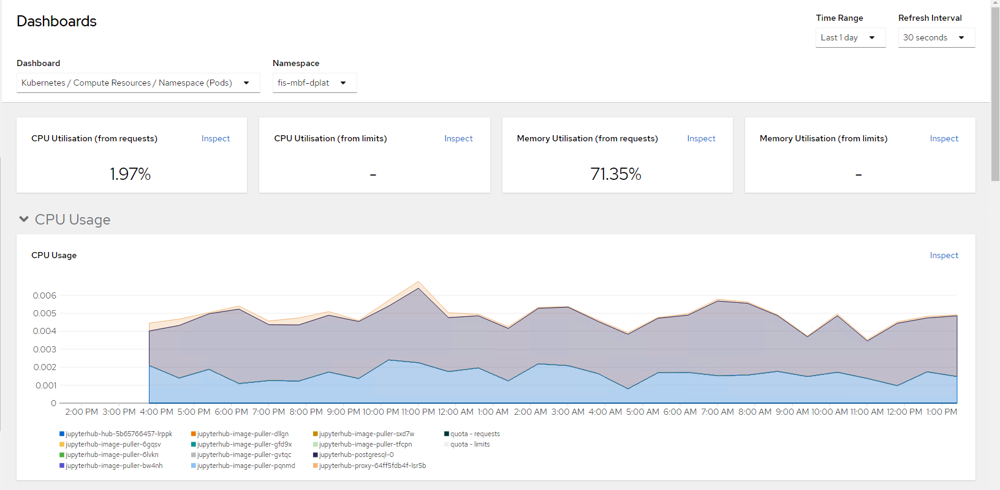 Dashboards
Time Range
Refresh Interval
Last 1 day
30 seconds
Dashboard
Namespace
Kubernetes / Compute Resources / Namespace (Pods)
fis-mbf-dplat
CPU Utilisation (from requests)
Inspect
1.97%
CPU Utilisation (from limits)
Inspect
-
Memory Utilisation (from requests)
Inspect
71.35%
Memory Utilisation (from limits)
Inspect
-
CPU Usage
CPU Usage
Inspect
0.006
0.005
0.004
0.003
0.002
0.001
0
2:00 PM 3:00 PM 4:00 PM 5:00 PM 6:00 PM 7:00 PM 8:00 PM 9:00 PM 10:00 PM 11:00 PM 12:00 AM 1:00 AM 2:00 AM 3:00 AM 4:00 AM 5:00 AM 6:00 AM 7:00 AM 8:00 AM 9:00 AM 10:00 AM 11:00 AM 12:00 PM 1:00 PM
jupyterhub-hub-5b65766457-lrppk
jupyterhub-image-puller-6gqsv
jupyterhub-image-puller-6lvkn
jupyterhub-image-puller-bw4nh
jupyterhub-image-puller-dllgn
jupyterhub-image-puller-gfd9x
jupyterhub-image-puller-gvtqc
jupyterhub-image-puller-pqnmd
jupyterhub-image-puller-sxd7w
jupyterhub-image-puller-tfcpn
jupyterhub-postgresql-0
jupyterhub-proxy-64ff5fdb4f-lsr5b
quota - requests
quota - limits